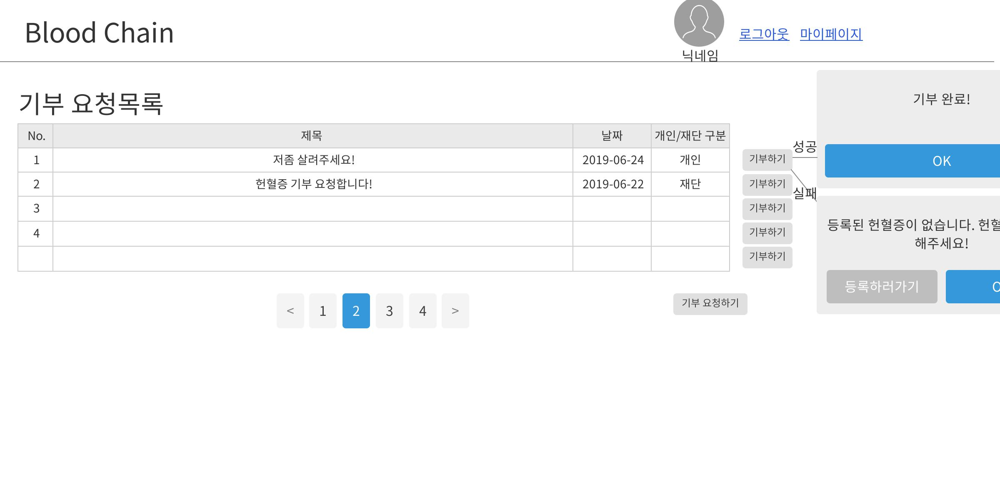 Blood Chain
로그아웃 마이페이지
닉네임
기부 요청목록
기부 완료!
No. 제목 날짜 개인/재단 구분
성공
1 저좀 살려주세요! 2019-06-24 개인 기부하기
OK
2 헌혈증 기부 요청합니다! 2019-06-22 재단 기부하기
실패
3 기부하기
등록된 헌혈증이 없습니다.
4 기부하기
해주세요!
기부하기
등록하러가기
< 1 2 3 4 >
기부 요청하기